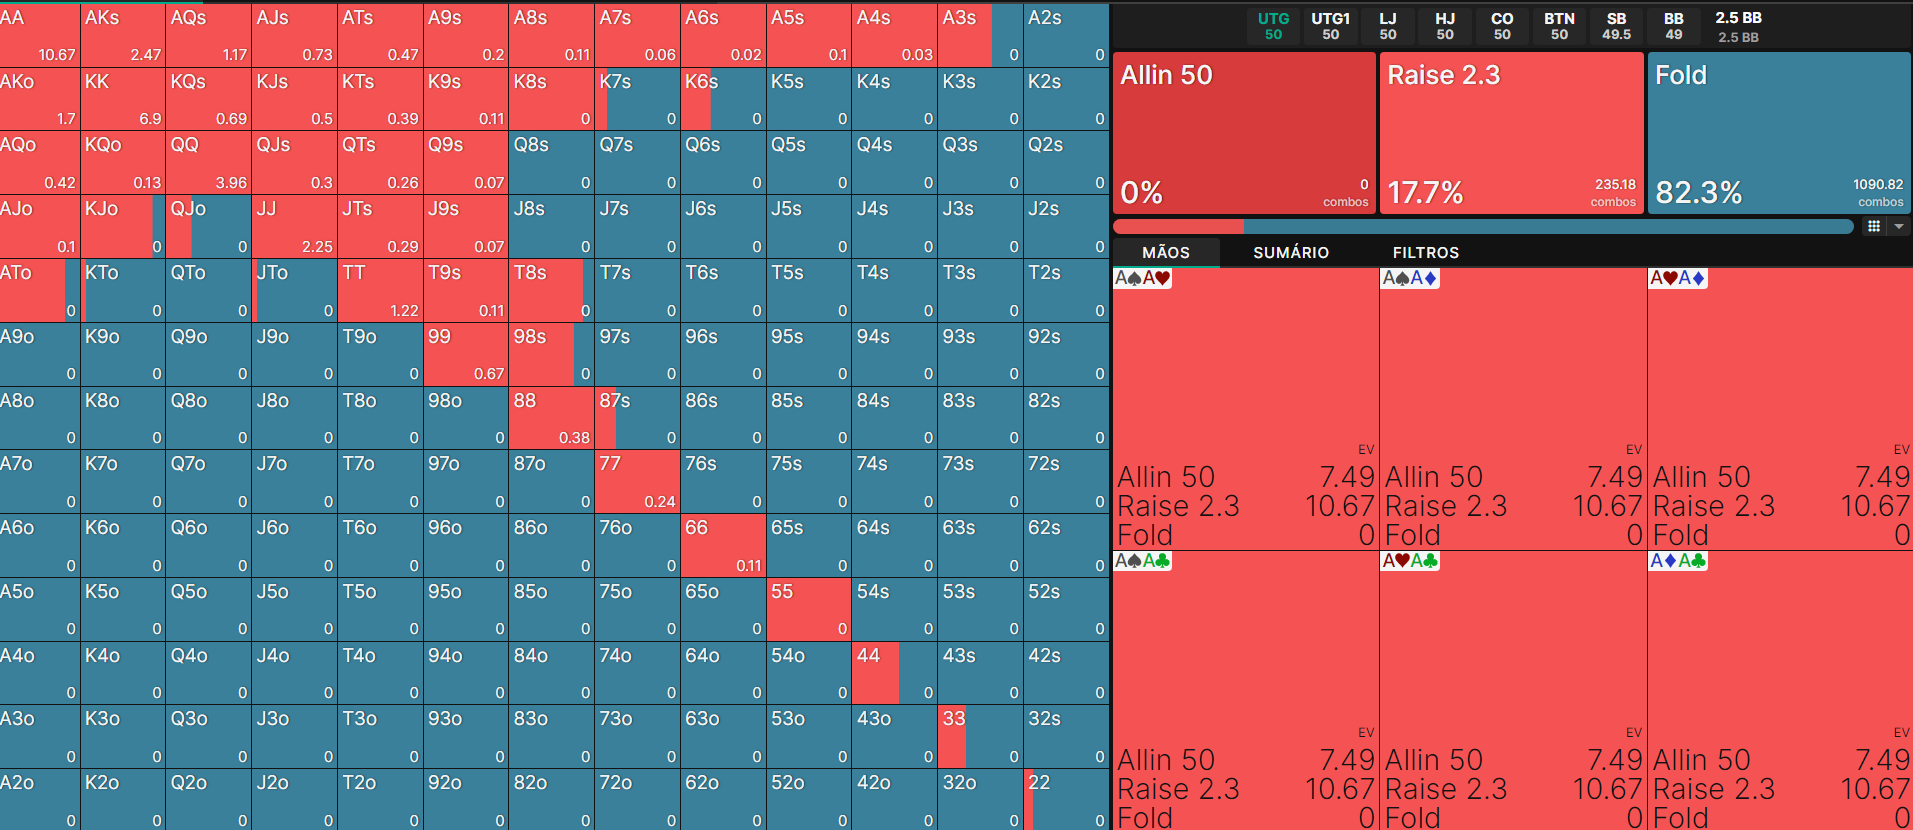 AA AKs AQs AJs ATs A9s A8s A7s A6s A5s A4s A3s A2s
10.67 2.47 1.17 0.73 0.47 0.2 0.11 0.06 0.02 0.1 0.03 0 0
AKo KK KQs KJs KTs K9s K8s K7s K6s K5s K4s K3s K2s
1.7 6.9 0.69 0.5 0.39 0.11 0 0 0 0 0 0 0
AQo KQo QQ QJs QTs Q9s Q8s Q7s Q6s Q5s Q4s Q3s Q2s
0.42 0.13 3.96 0.3 0.26 0.07 0 0 0 0 0 0 0
AJo KJo QJo JJ JTs J9s J8s J7s J6s J5s J4s J3s J2s
0.1 0 0 2.25 0.29 0.07 0 0 0 0 0 0 0
ATo KTo QTo JTo TT T9s T8s T7s T6s T5s T4s T3s T2s
0 0 0 0 1.22 0.11 0 0 0 0 0 0 0
A9o K9o Q9o J9o T9o 99 98s 97s 96s 95s 94s 93s 92s
0 0 0 0 0 0.67 0 0 0 0 0 0 0
A8o K8o Q8o J8o T8o 98o 88 87s 86s 85s 84s 83s 82s
0 0 0 0 0 0 0.38 0 0 0 0 0 0
A7o K7o Q7o J7o T7o 97o 87o 77 76s 75s 74s 73s 72s
0 0 0 0 0 0 0 0.24 0 0 0 0 0
A6o K6o Q6o J6o T6o 96o 86o 76o 66 65s 64s 63s 62s
0 0 0 0 0 0 0 0 0.11 0 0 0 0
A5o K5o Q5o J5o T5o 95o 85o 75o 65o 55 54s 53s 52s
0 0 0 0 0 0 0 0 0 0 0 0 0
A4o K4o Q4o J4o T4o 94o 84o 74o 64o 54o 44 43s 42s
0 0 0 0 0 0 0 0 0 0 0 0 0
A3o K3o Q3o J3o T3o 93o 83o 73o 63o 53o 43o 33 32s
0 0 0 0 0 0 0 0 0 0 0 0 0
A2o K2o Q2o J2o T2o 92o 82o 72o 62o 52o 42o 32o 22
0 0 0 0 0 0 0 0 0 0 0 0 0
UTG UTG1 LJ HJ CO BTN SB BB 2.5 BB
50 50 50 50 50 50 49.5 49 2.5 BB
Allin 50 Raise 2.3 Fold
0 235.18 1090.82
0% combos 17.7% combos 82.3% combos
MÃOS SUMÁRIO FILTROS
A♠A♥ A♠A♦ A♥A♦
EV EV EV
Allin 50 7.49 Allin 50 7.49 Allin 50 7.49
Raise 2.3 10.67 Raise 2.3 10.67 Raise 2.3 10.67
Fold 0 Fold 0 Fold 0
A♠A♣ A♥A♣ A♦A♣
EV EV EV
Allin 50 7.49 Allin 50 7.49 Allin 50 7.49
Raise 2.3 10.67 Raise 2.3 10.67 Raise 2.3 10.67
Fold 0 Fold 0 Fold 0